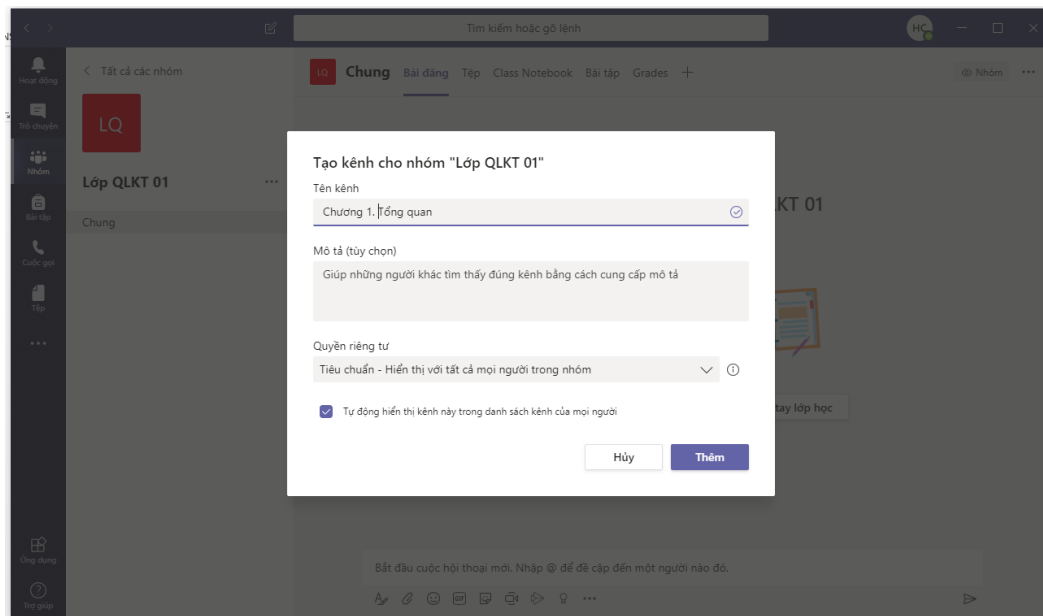 Tìm kiếm hoặc gõ lệnh
HC
Hoạt động
Trò chuyện
Nhóm
Bài tập
Cuộc gọi
Tệp
Ứng dụng
Trợ giúp
Tất cả các nhóm
LQ
Lớp QLKT 01
Chung
LQ Chung Bài đăng Tệp Class Notebook Bài tập Grades
Nhóm
KT 01
tay lớp học
Tạo kênh cho nhóm "Lớp QLKT 01"
Tên kênh
Chương 1. Tổng quan
Mô tả (tùy chọn)
Giúp những người khác tìm thấy đúng kênh bằng cách cung cấp mô tả
Quyền riêng tư
Tiêu chuẩn - Hiển thị với tất cả mọi người trong nhóm
Tự động hiển thị kênh này trong danh sách kênh của mọi người
Hủy Thêm
Bắt đầu cuộc hội thoại mới. Nhập @ để đề cập đến một người nào đó.
GIF